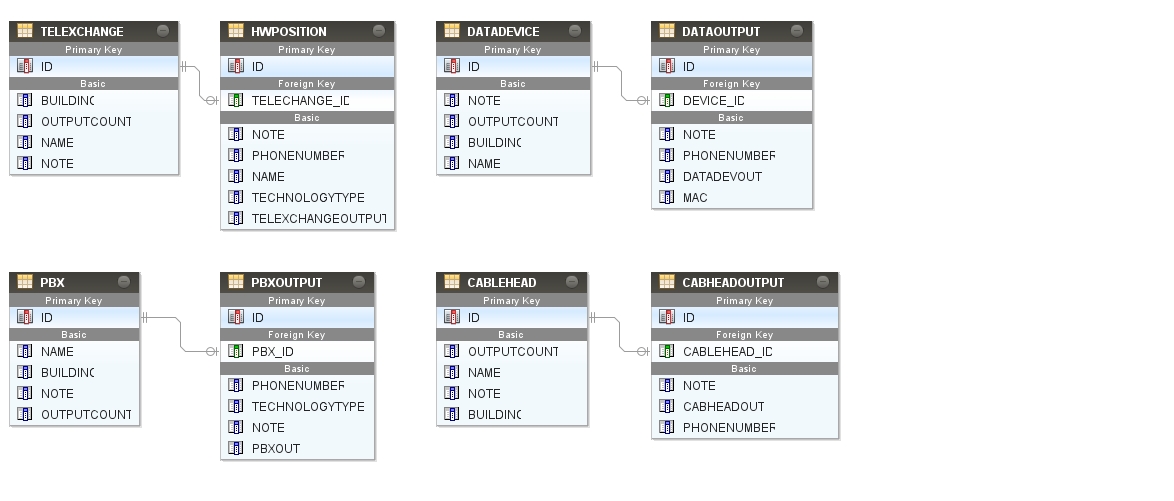 TELEXCHANGE
Primary Key
ID
Basic
BUILDING
OUTPUTCOUNT
NAME
NOTE
HWPOSITION
Primary Key
ID
Foreign Key
TELECHANGE_ID
Basic
NOTE
PHONENUMBER
NAME
TECHNOLOGYTYPE
TELEXCHANGEOUTPUT
DATADEVICE
Primary Key
ID
Basic
NOTE
OUTPUTCOUNT
BUILDING
NAME
DATAOUTPUT
Primary Key
ID
Foreign Key
DEVICE_ID
Basic
NOTE
PHONENUMBER
DATADEVOUT
MAC
PBX
Primary Key
ID
Basic
NAME
BUILDING
NOTE
OUTPUTCOUNT
PBXOUTPUT
Primary Key
ID
Foreign Key
PBX_ID
Basic
PHONENUMBER
TECHNOLOGYTYPE
NOTE
PBXOUT
CABLEHEAD
Primary Key
ID
Basic
OUTPUTCOUNT
NAME
NOTE
BUILDING
CABHEADOUTPUT
Primary Key
ID
Foreign Key
CABLEHEAD_ID
Basic
NOTE
CABHEADOUT
PHONENUMBER